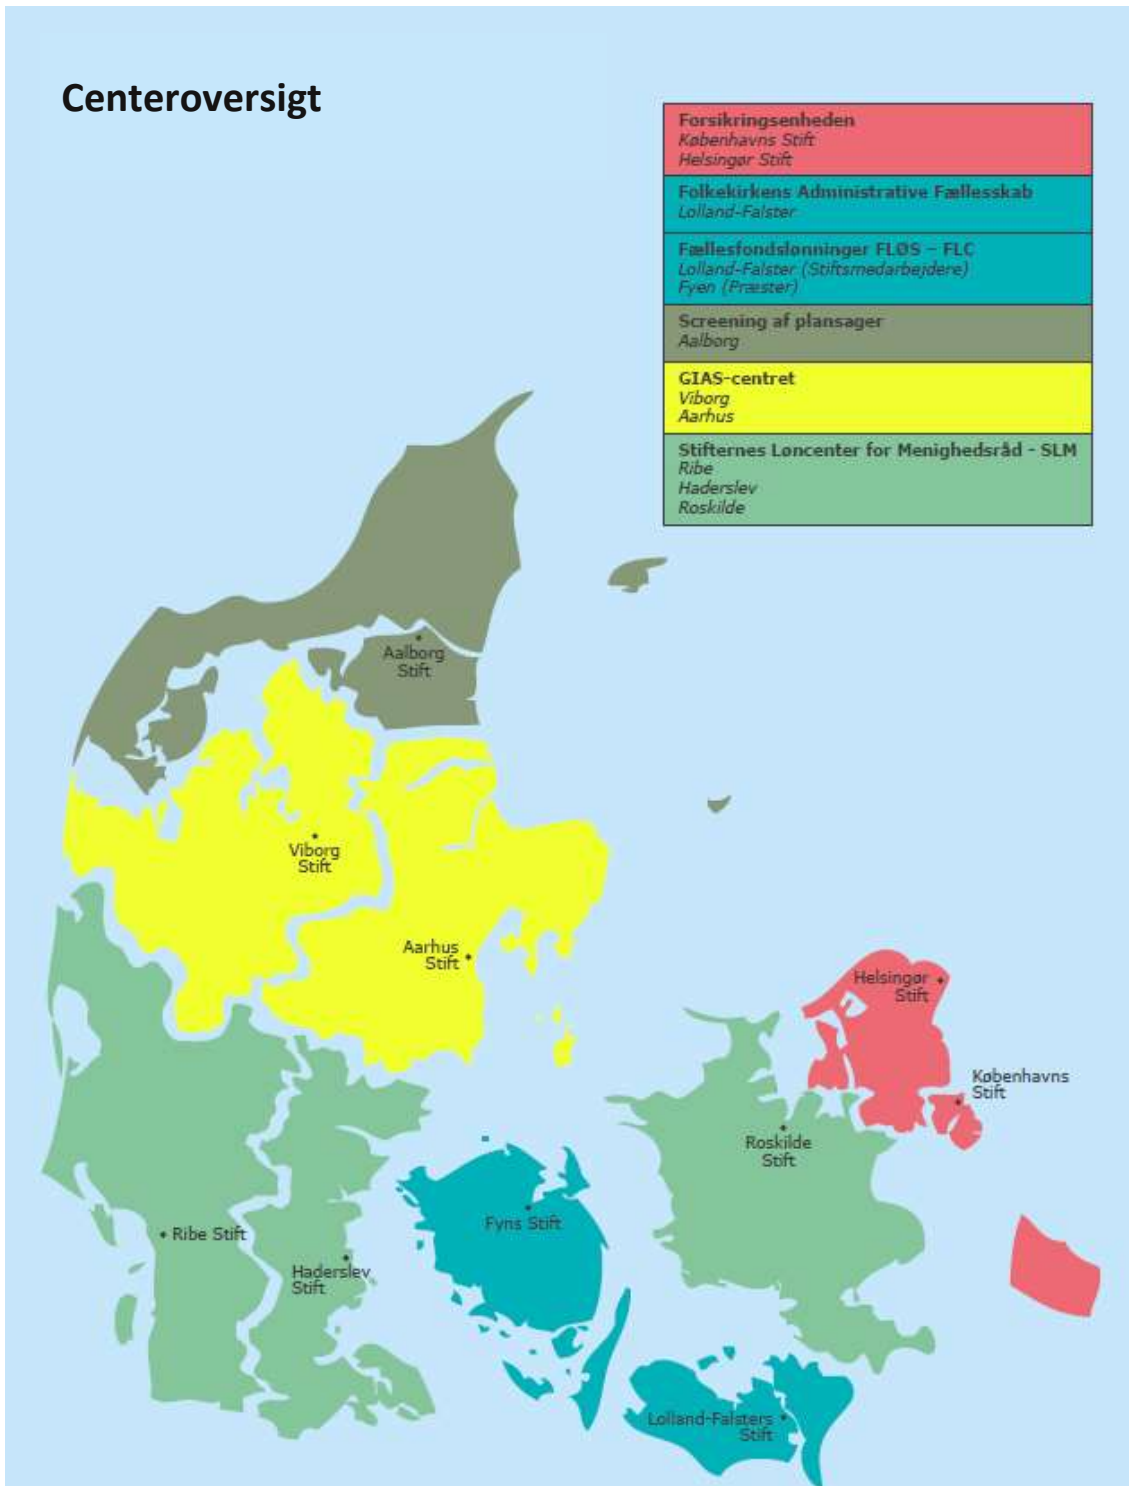 Centeroversigt
Forsikringsenheden
Københavns Stift
Helsingør Stift
Folkekirkens Administrative Fællesskab
Lolland-Falster
Fællesfondslønninger FLØS – FLC
Lolland-Falster (Stiftsmedarbejdere)
Fyen (Præster)
Screening af plansager
Aalborg
GIAS-centret
Viborg
Aarhus
Stifternes Løncenter for Menighedsråd - SLM
Ribe
Haderslev
Roskilde
Aalborg
Stift
Viborg
Stift
Aarhus
Stift
Helsingør
Stift
Københavns
Stift
Roskilde
Stift
Fyns Stift
Ribe Stift
Haderslev
Stift
Lolland-Falsters
Stift